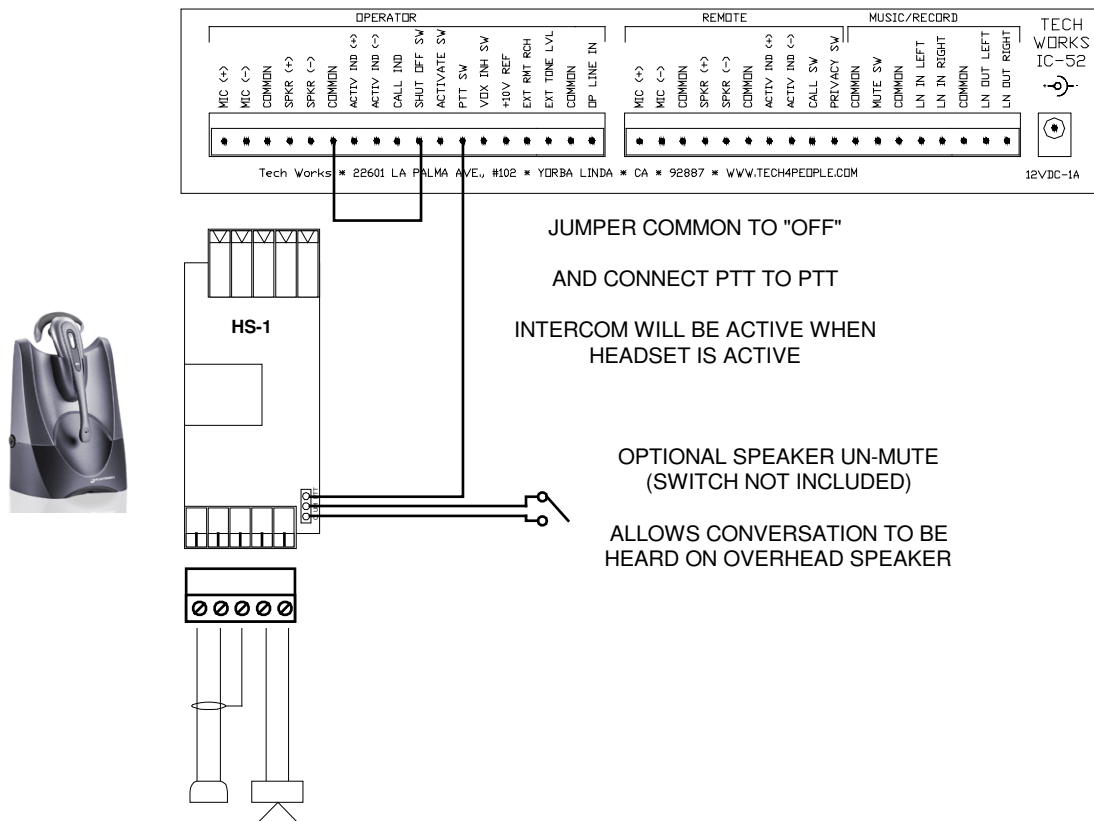 OPERATOR
REMOTE
MUSIC/RECORD
TECH
WORKS
IC-52
MIC (+)
MIC (-)
COMMON
SPKR (+)
SPKR (-)
COMMON
ACTIV IND (+)
ACTIV IND (-)
CALL IND
SHUT OFF SW
ACTIVATE SW
PTT SW
VOX INH SW
+10V REF
EXT RMT RCH
EXT TONE LVL
COMMON
OP LINE IN
MIC (+)
MIC (-)
COMMON
SPKR (+)
SPKR (-)
COMMON
ACTIV IND (+)
ACTIV IND (-)
CALL SW
PRIVACY SW
COMMON
MUTE SW
COMMON
LN IN LEFT
LN IN RIGHT
COMMON
LN OUT LEFT
LN OUT RIGHT
Tech Works * 22601 LA PALMA AVE., #102 * YORBA LINDA * CA * 92887 * WWW.TECH4PEOPLE.COM
12VDC-1A
JUMPER COMMON TO "OFF"
AND CONNECT PTT TO PTT
INTERCOM WILL BE ACTIVE WHEN
HEADSET IS ACTIVE
HS-1
OPTIONAL SPEAKER UN-MUTE
(SWITCH NOT INCLUDED)
ALLOWS CONVERSATION TO BE
HEARD ON OVERHEAD SPEAKER